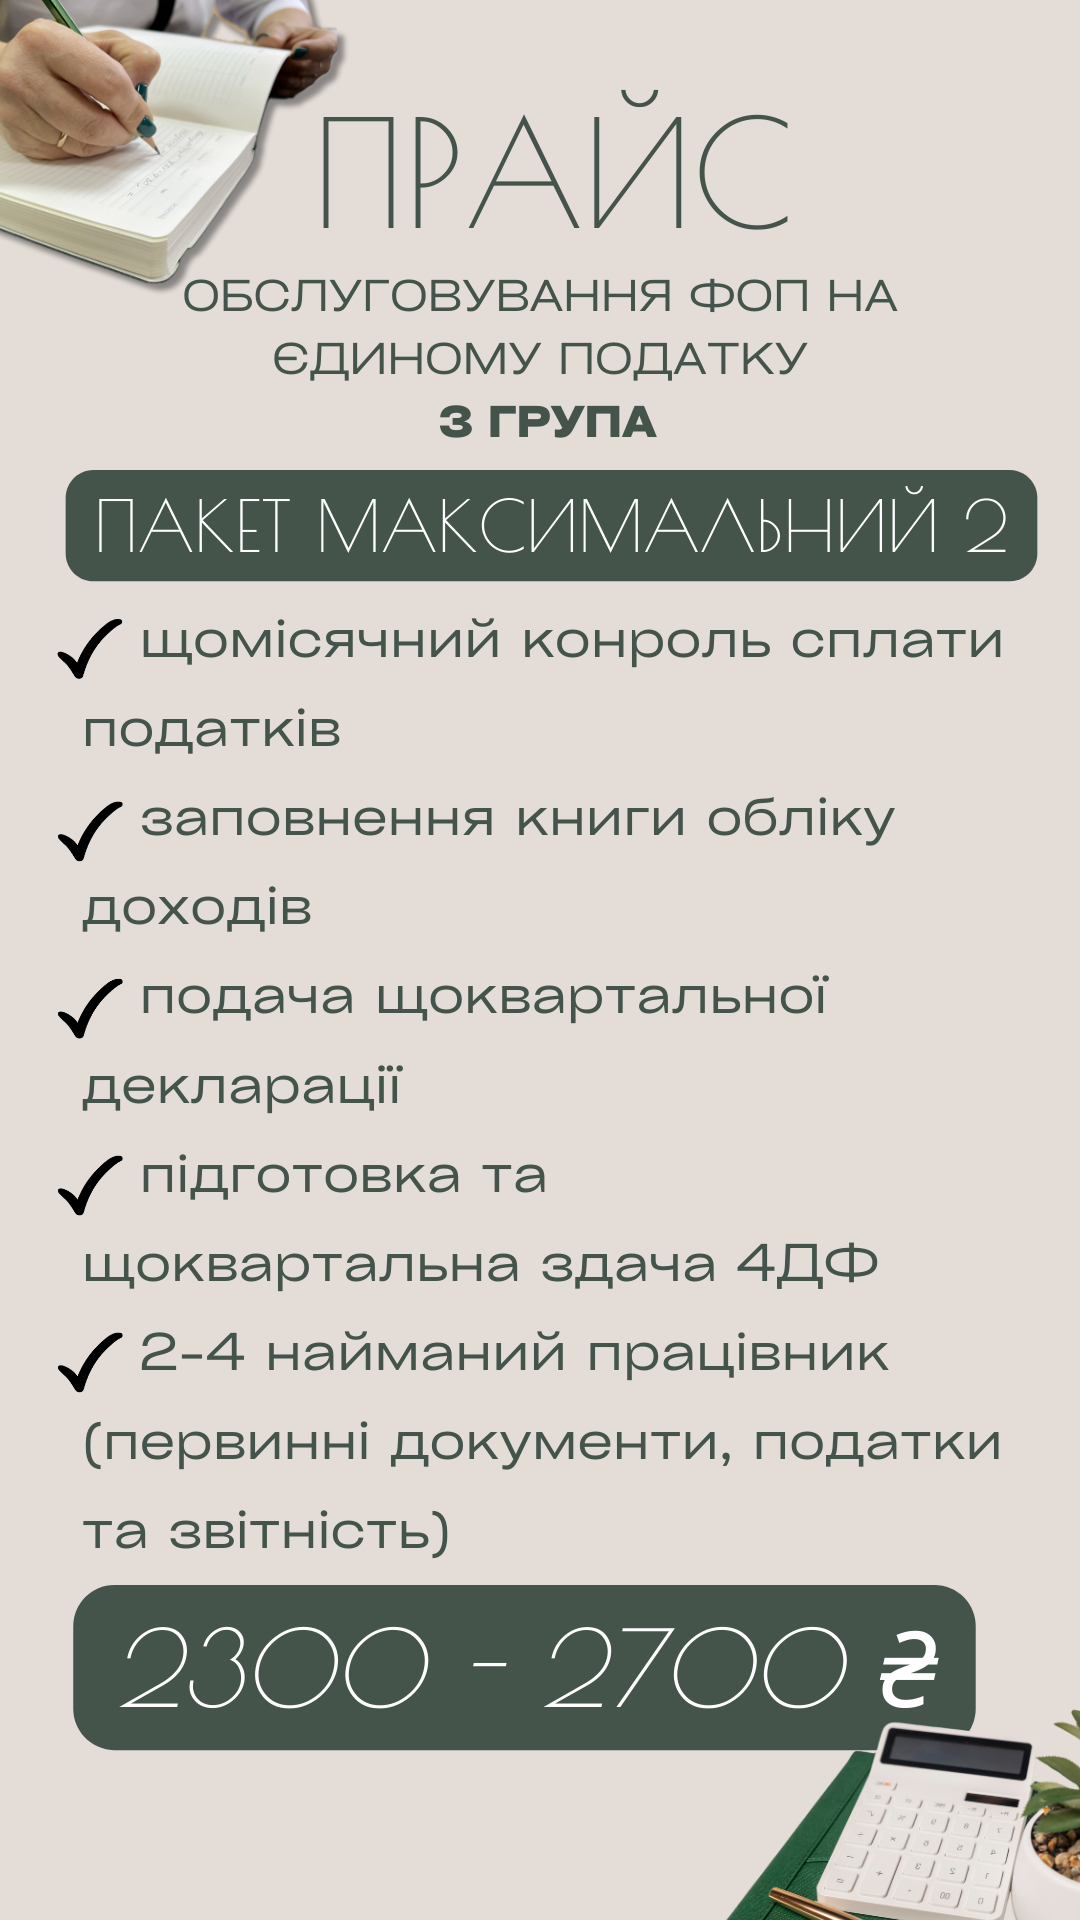 ПРАЙС
ОБСЛУГОВУВАННЯ ФОП НА
ЄДИНОМУ ПОДАТКУ
3 ГРУПА
ПАКЕТ МАКСИМАЛЬНИЙ 2
щомісячний конроль сплати
податків
заповнення книги обліку
доходів
подача щоквартальної
декларації
підготовка та
щоквартальна здача 4ДФ
2-4 найманий працівник
(первинні документи, податки
та звітність)
2300 - 2700 ₴